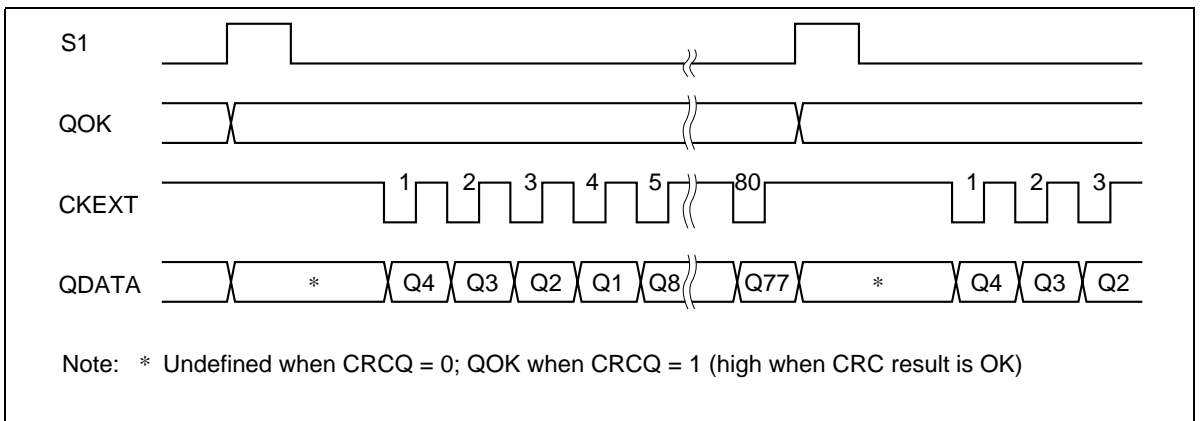 S1
QOK
CKEXT 1 2 3 4 5 80 1 2 3
QDATA * Q4 Q3 Q2 Q1 Q8 Q77 * Q4 Q3 Q2
Note: * Undefined when CRCQ = 0; QOK when CRCQ = 1 (high when CRC result is OK)